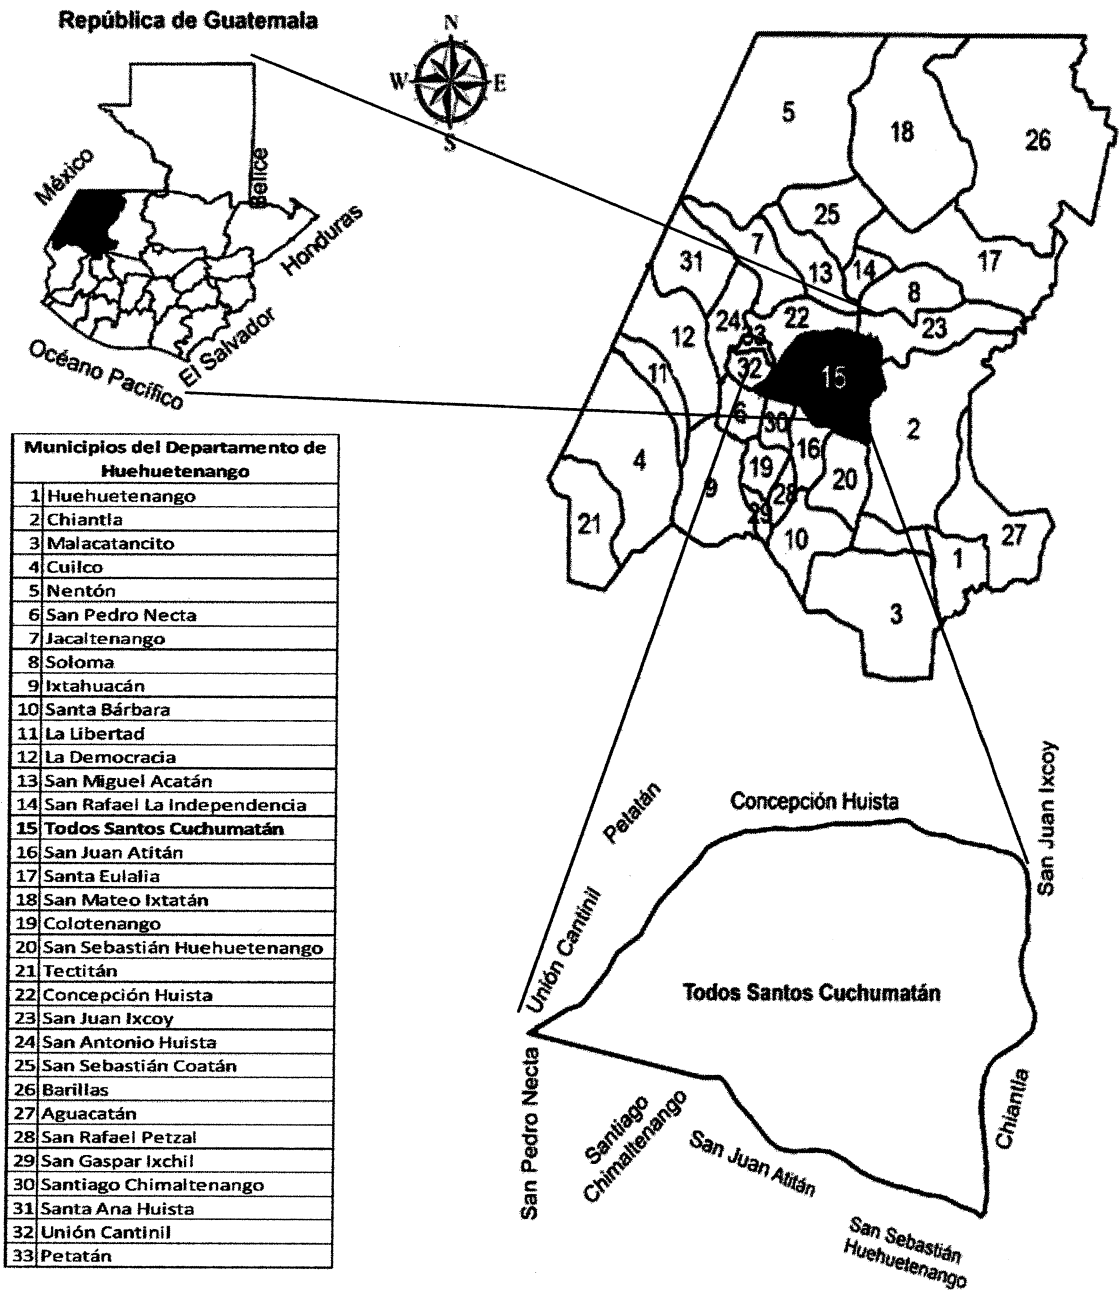 República de Guatemala
N
W
E
S
México
Belice
Honduras
El Salvador
Océano Pacífico
5
18
26
25
7
31
13
14
17
8
24
22
23
33
12
32
15
11
6
30
2
16
4
19
20
9
28
21
29
10
27
1
3
Municipios del Departamento de
Huehuetenango
1 Huehuetenango
2 Chiantla
3 Malacatancito
4 Cuilco
5 Nentón
6 San Pedro Necta
7 Jacaltenango
8 Soloma
9 Ixtahuacán
10 Santa Bárbara
11 La Libertad
12 La Democracia
13 San Miguel Acatán
14 San Rafael La Independencia
15 Todos Santos Cuchumatán
16 San Juan Atitán
17 Santa Eulalia
18 San Mateo Ixtatán
19 Colotenango
20 San Sebastián Huehuetenango
21 Tectitán
22 Concepción Huista
23 San Juan Ixcoy
24 San Antonio Huista
25 San Sebastián Coatán
26 Barillas
27 Aguacatán
28 San Rafael Petzal
29 San Gaspar Ixchil
30 Santiago Chimaltenango
31 Santa Ana Huista
32 Unión Cantinil
33 Petatán
Concepción Huista
Petatán
San Juan Ixcoy
Unión Cantinil
Todos Santos Cuchumatán
San Pedro Necta
Santiago
Chimaltenango
San Juan Atitán
Chiantla
San Sebastián
Huehuetenango